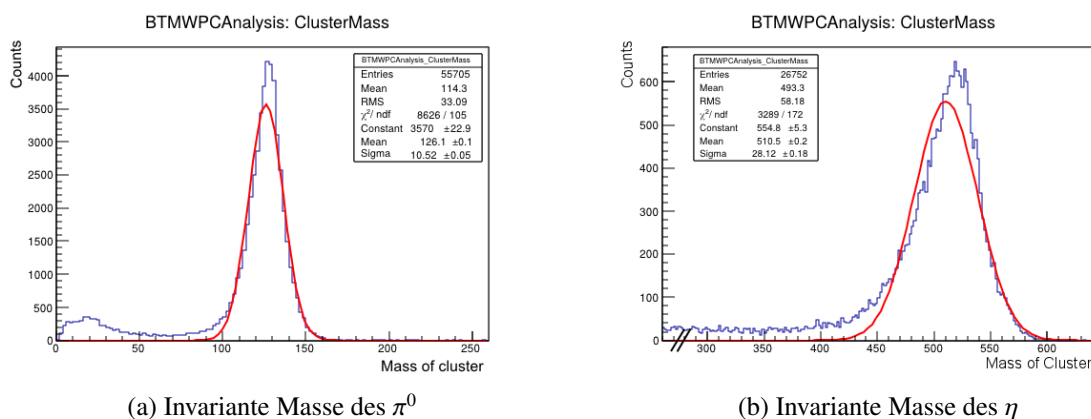 BTMWPCAnalysis: ClusterMass
Counts
4000
3500
3000
2500
2000
1500
1000
500
0
0 50 100 150 200 250
Mass of cluster
BTMWPCAnalysis_ClusterMass
Entries 55705
Mean 114.3
RMS 33.09
χ²/ ndf 8626 / 105
Constant 3570 ±22.9
Mean 126.1 ±0.1
Sigma 10.52 ±0.05
(a) Invariante Masse des π⁰
BTMWPCAnalysis: ClusterMass
Counts
600
500
400
300
200
100
0
300 350 400 450 500 550 600
Mass of Cluster
BTMWPCAnalysis_ClusterMass
Entries 26752
Mean 493.3
RMS 58.18
χ²/ ndf 3289 / 172
Constant 554.8 ±5.3
Mean 510.5 ±0.2
Sigma 28.12 ±0.18
(b) Invariante Masse des η